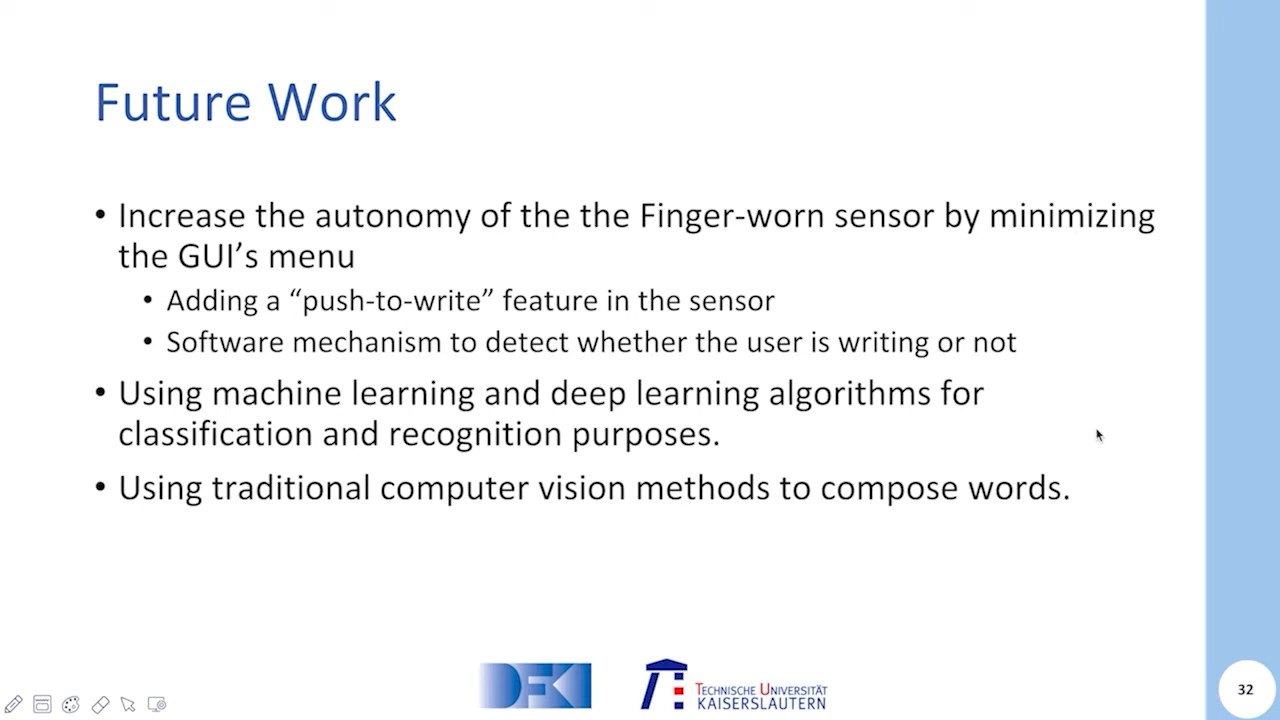 Future Work
• Increase the autonomy of the the Finger-worn sensor by minimizing
the GUI’s menu
• Adding a “push-to-write” feature in the sensor
• Software mechanism to detect whether the user is writing or not
• Using machine learning and deep learning algorithms for
classification and recognition purposes.
• Using traditional computer vision methods to compose words.
DFKI
TECHNISCHE UNIVERSITÄT
KAISERSLAUTERN
32